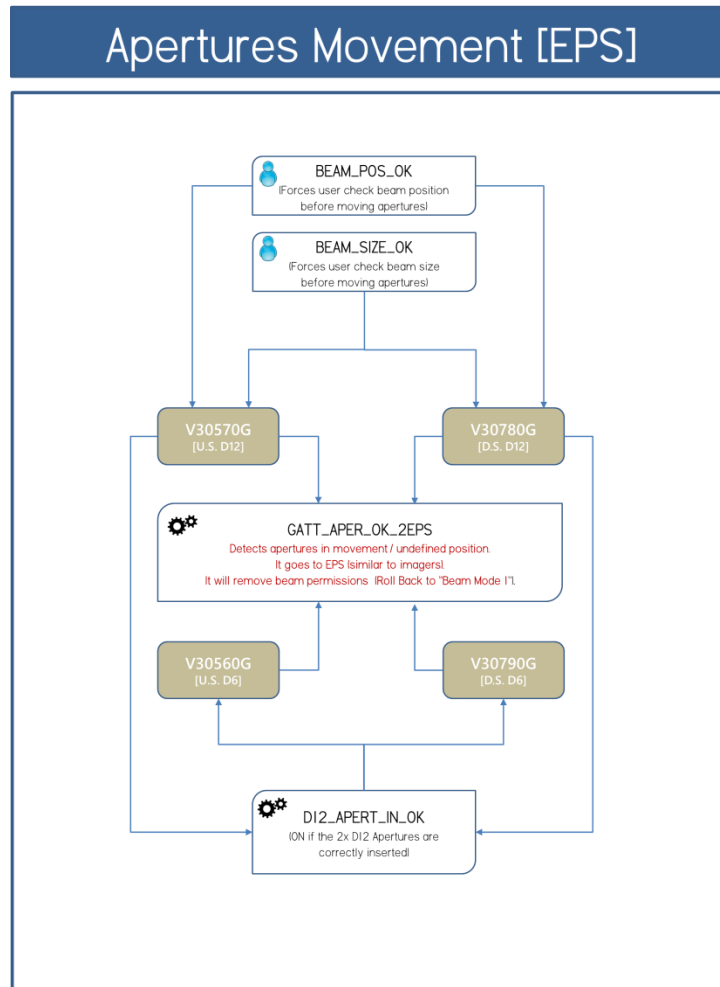 Apertures Movement [EPS]
BEAM_POS_OK
(Forces user check beam position
before moving apertures)
BEAM_SIZE_OK
(Forces user check beam size
before moving apertures)
V30570G
[U.S. D12]
V30780G
[D.S. D12]
GATT_APER_OK_2EPS
Detects apertures in movement / undefined position.
It goes to EPS (similar to imagers).
It will remove beam permissions (Roll Back to "Beam Mode 1").
V30560G
[U.S. D6]
V30790G
[D.S. D6]
D12_APERT_IN_OK
(ON if the 2x D12 Apertures are
correctly inserted)